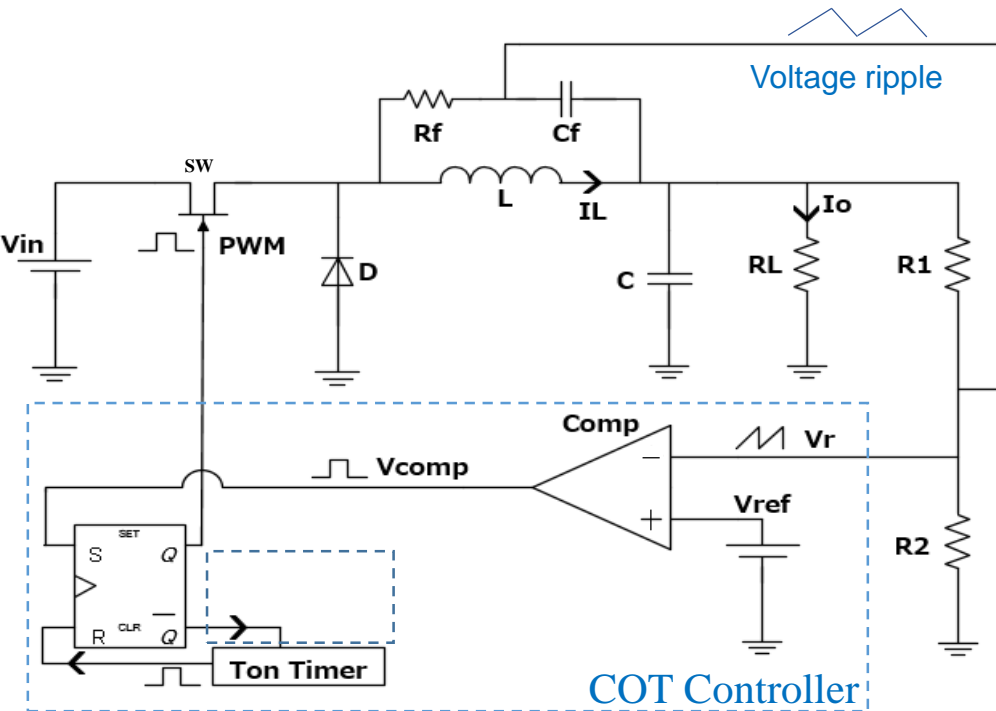 Voltage ripple
Rf
Cf
SW
L
IL
Io
Vin
PWM
D
C
RL
R1
Comp
Vcomp
−
Vr
+
Vref
SET
S
Q
R2
R
CLR
Q
Ton Timer
COT Controller